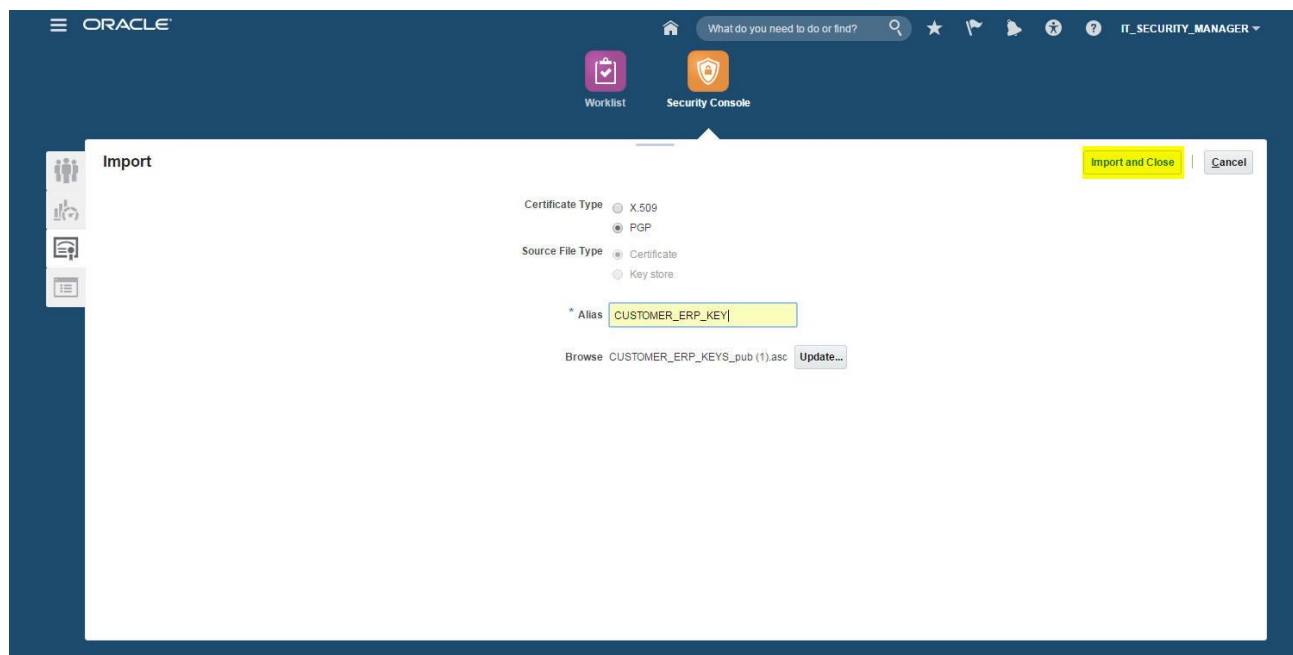 ORACLE
What do you need to do or find?
IT_SECURITY_MANAGER
Worklist
Security Console
Import
Import and Close
Cancel
Certificate Type
X.509
PGP
Source File Type
Certificate
Key store
* Alias CUSTOMER_ERP_KEY
Browse CUSTOMER_ERP_KEYS_pub (1).asc Update...